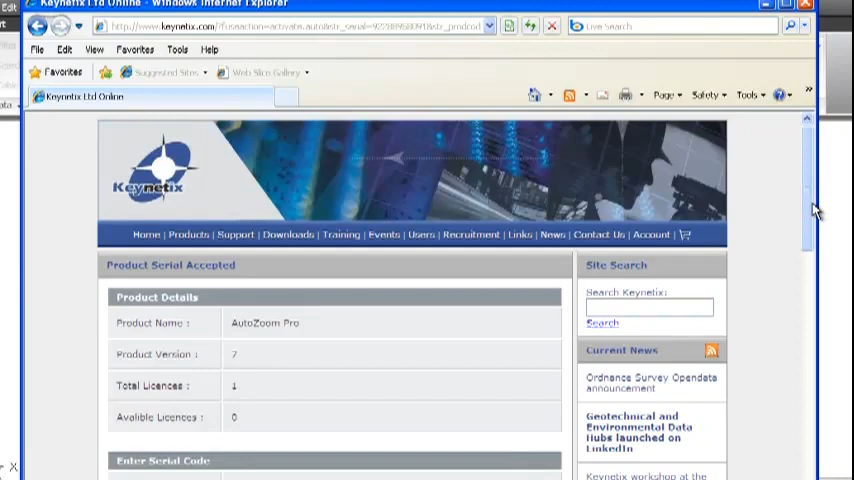 Edit
Keynetix Ltd Online - Windows Internet Explorer
http://www.keynetix.com/?fuseaction=activate.auto&str_serial=
Live Search
File Edit View Favorites Tools Help
Favorites Suggested Sites Web Slice Gallery
Keynetix Ltd Online
Page Safety Tools
Keynetix
Home | Products | Support | Downloads | Training | Events | Users | Recruitment | Links | News | Contact Us | Account |
Product Serial Accepted
Product Details
Product Name : AutoZoom Pro
Product Version : 7
Total Licences : 1
Avalible Licences : 0
Enter Serial Code
Site Search
Search Keynetix:
Search
Current News
Ordnance Survey Opendata
announcement
Geotechnical and
Environmental Data
Hubs launched on
LinkedIn
Keynetix workshop at the